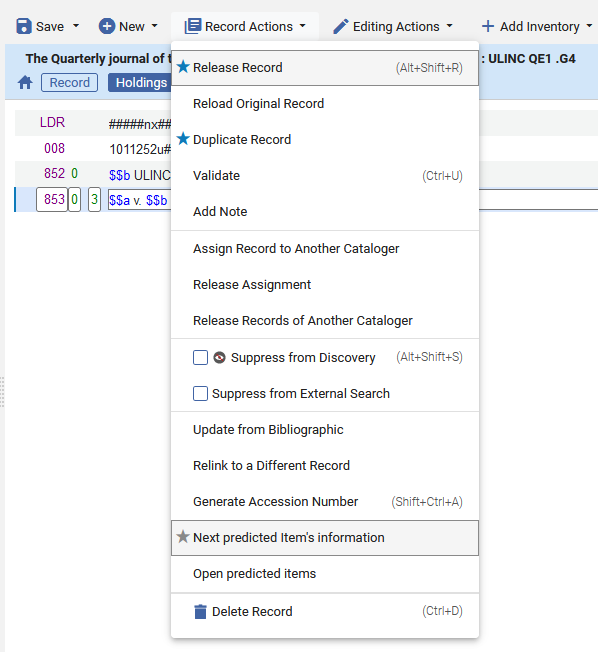 Save New Record Actions Editing Actions Add Inventory
The Quarterly journal of : ULINC QE1 .G4
Record Holdings
LDR #####nx##
008 1011252u#
852 0 $$b ULINC
853 0 3 $$a v. $$b
Release Record (Alt+Shift+R)
Reload Original Record
Duplicate Record
Validate (Ctrl+U)
Add Note
Assign Record to Another Cataloger
Release Assignment
Release Records of Another Cataloger
Suppress from Discovery (Alt+Shift+S)
Suppress from External Search
Update from Bibliographic
Relink to a Different Record
Generate Accession Number (Shift+Ctrl+A)
Next predicted Item's information
Open predicted items
Delete Record (Ctrl+D)